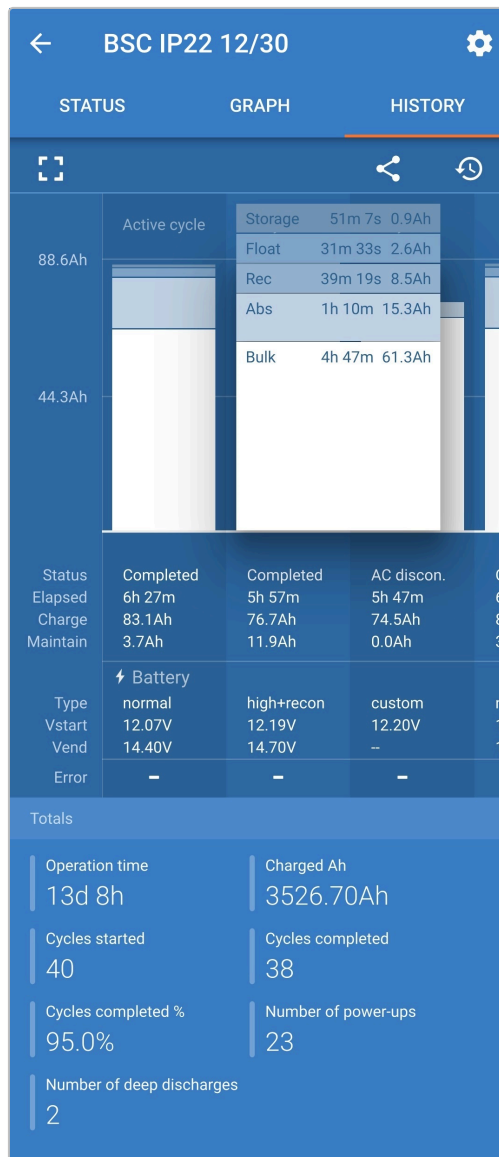 BSC IP22 12/30
STATUS GRAPH HISTORY
Active cycle
88.6Ah
44.3Ah
Storage 51m 7s 0.9Ah
Float 31m 33s 2.6Ah
Rec 39m 19s 8.5Ah
Abs 1h 10m 15.3Ah
Bulk 4h 47m 61.3Ah
Status Completed Completed AC discon.
Elapsed 6h 27m 5h 57m 5h 47m
Charge 83.1Ah 76.7Ah 74.5Ah
Maintain 3.7Ah 11.9Ah 0.0Ah
Battery
Type normal high+recon custom
Vstart 12.07V 12.19V 12.20V
Vend 14.40V 14.70V --
Error – – –
Totals
Operation time
13d 8h
Charged Ah
3526.70Ah
Cycles started
40
Cycles completed
38
Cycles completed %
95.0%
Number of power-ups
23
Number of deep discharges
2